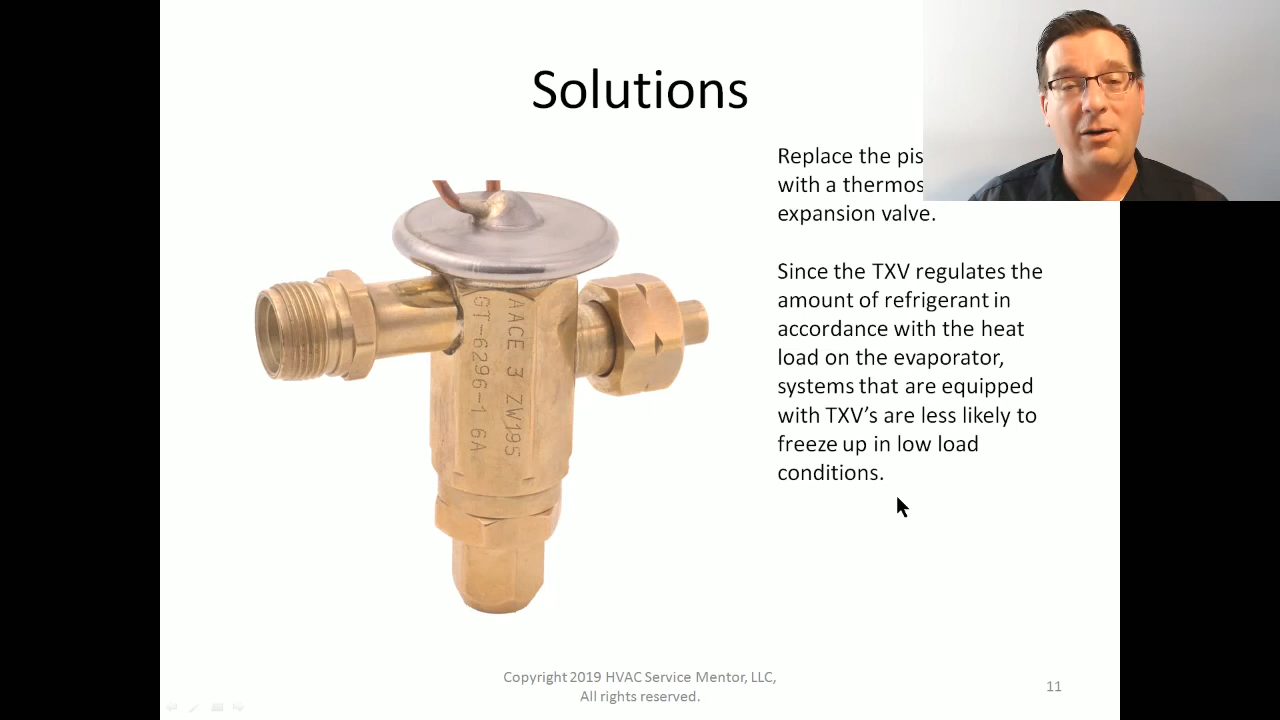 Solutions
Replace the pis
with a thermos
expansion valve.
Since the TXV regulates the
amount of refrigerant in
accordance with the heat
load on the evaporator,
systems that are equipped
with TXV's are less likely to
freeze up in low load
conditions.
AACE 3 ZW195
GT-6296-1 6A
Copyright 2019 HVAC Service Mentor, LLC,
All rights reserved.
11